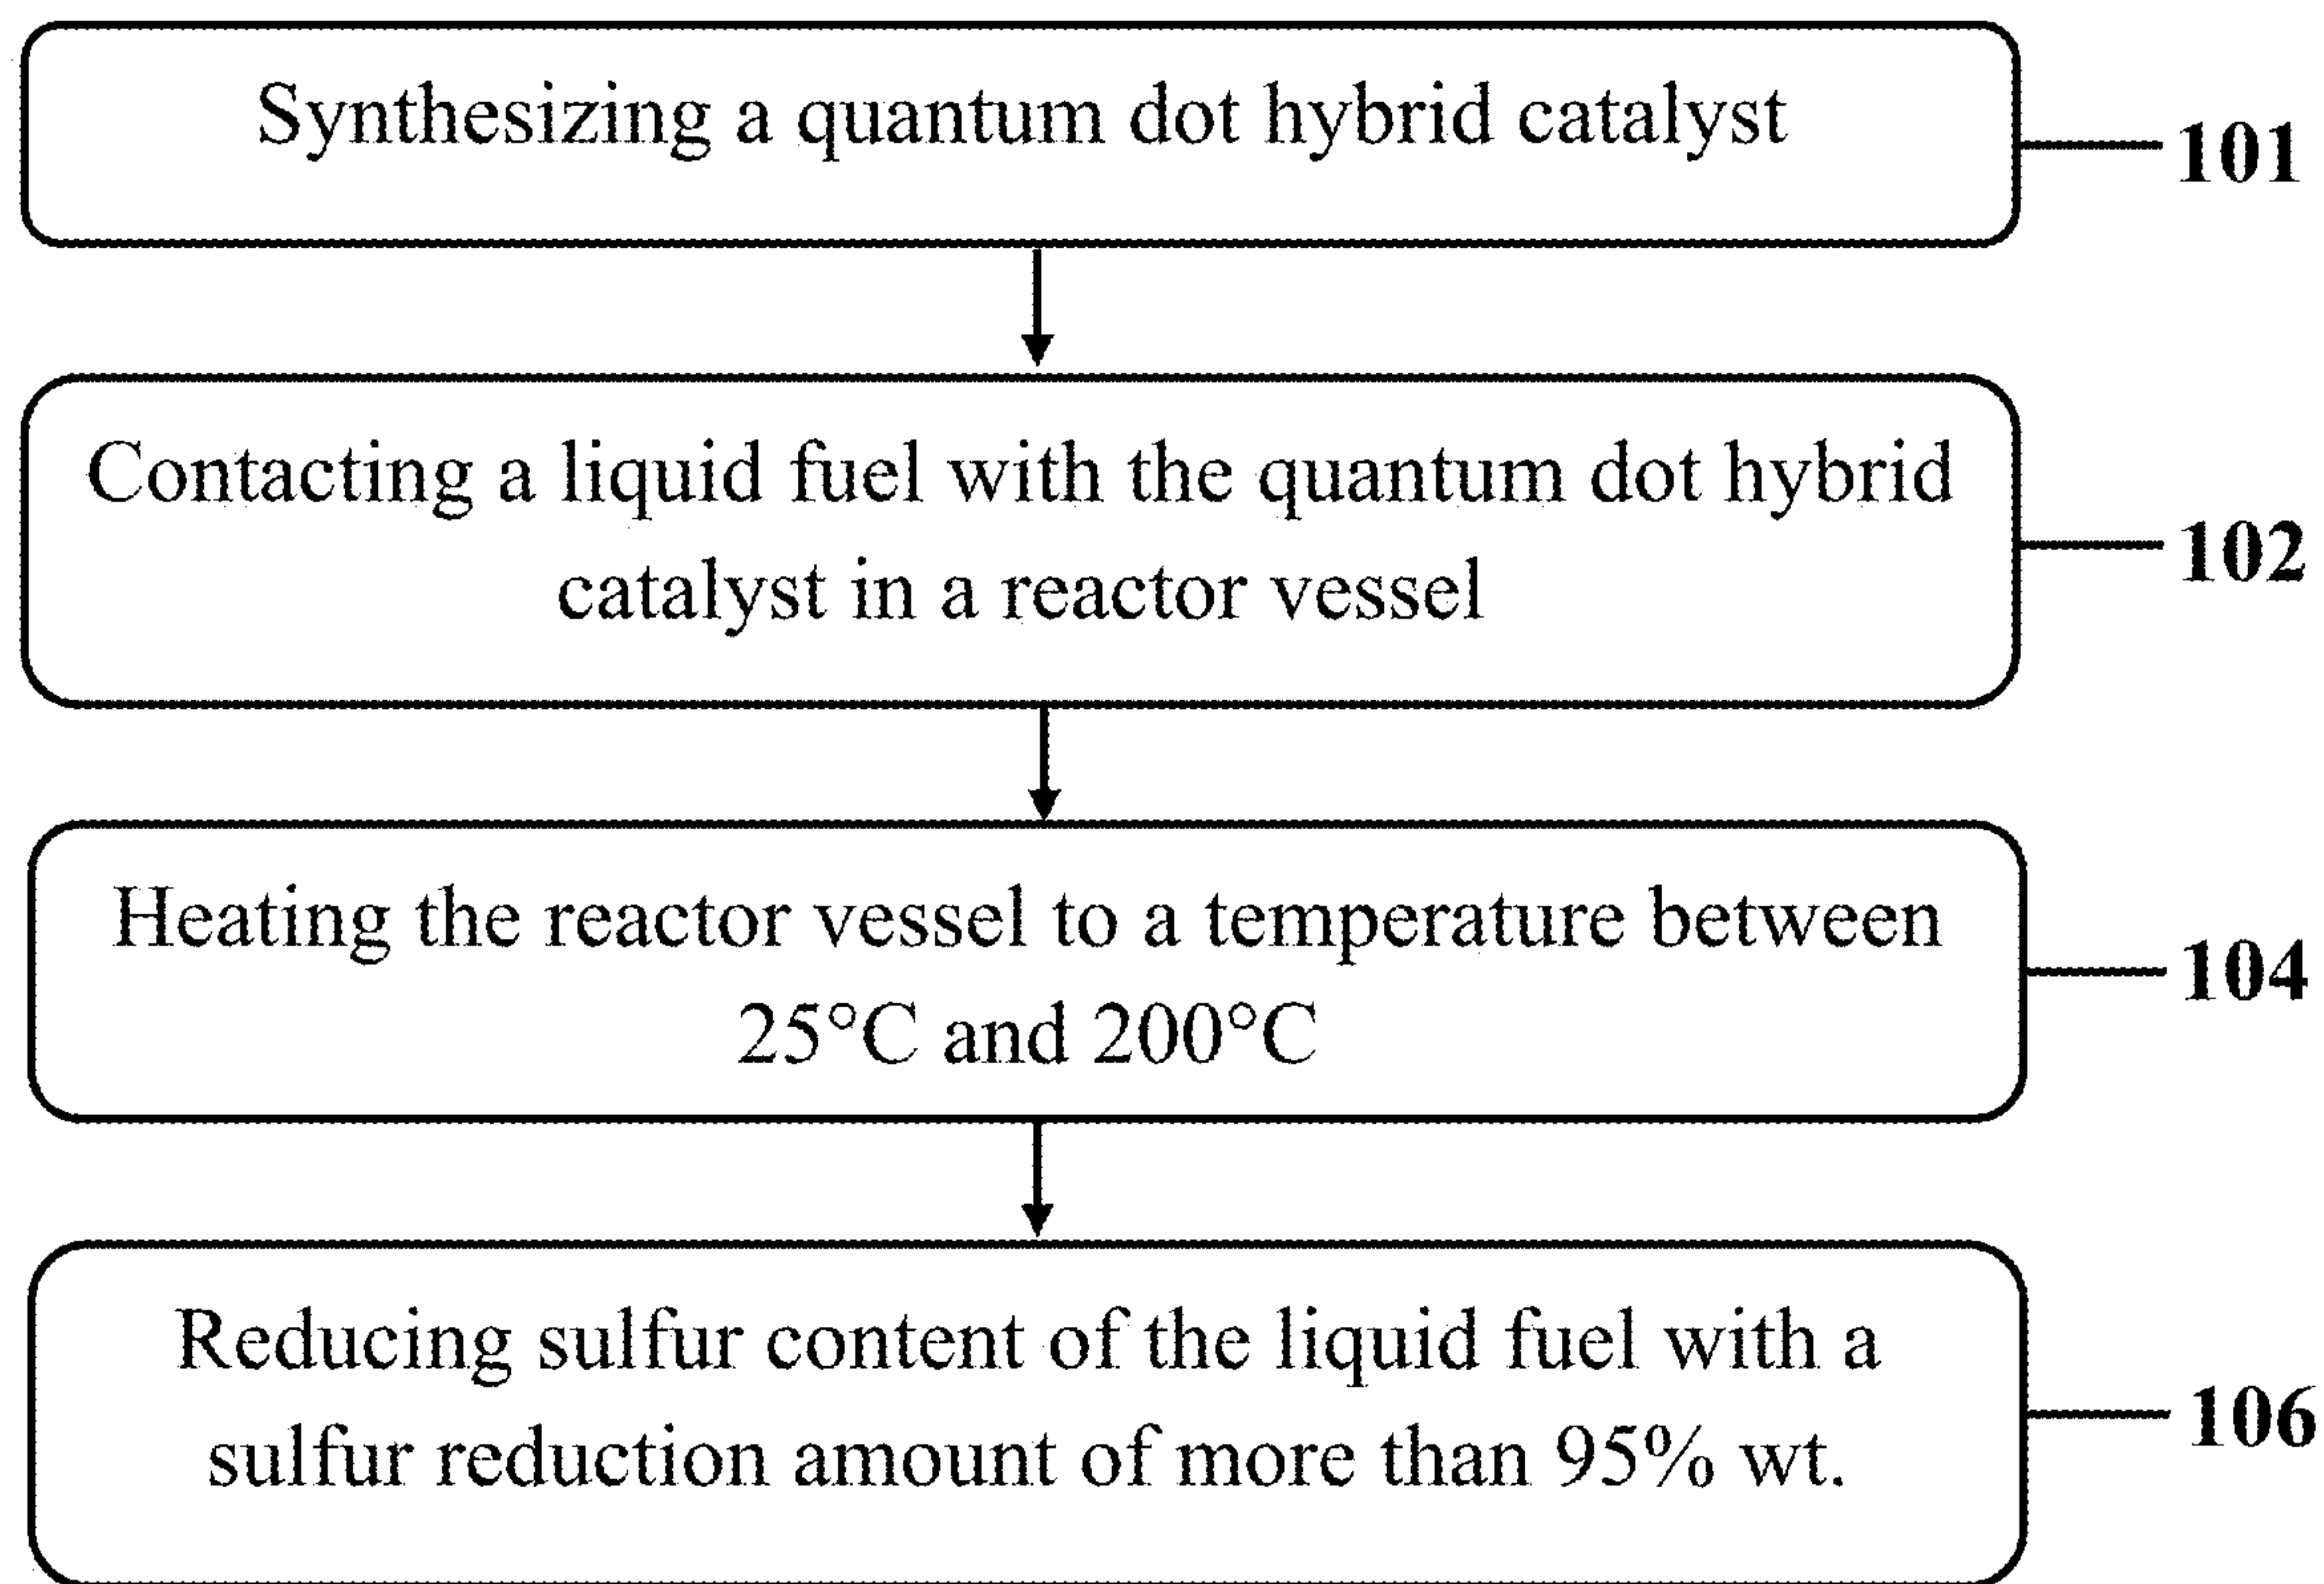 Synthesizing a quantum dot hybrid catalyst
101
Contacting a liquid fuel with the quantum dot hybrid
catalyst in a reactor vessel
102
Heating the reactor vessel to a temperature between
25°C and 200°C
104
Reducing sulfur content of the liquid fuel with a
sulfur reduction amount of more than 95% wt.
106